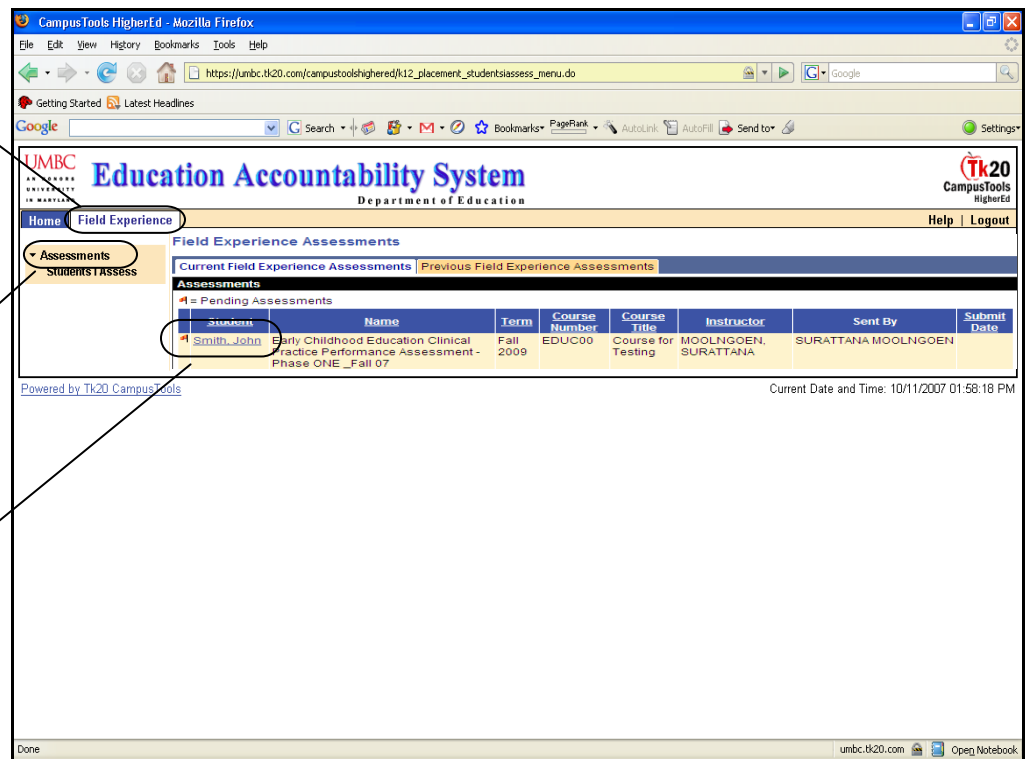 CampusTools HigherEd - Mozilla Firefox
File Edit View History Bookmarks Tools Help
https://umbc.tk20.com/campustoolshighered/k12_placement_studentsiassess_menu.do
Google
Getting Started Latest Headlines
Google Search Bookmarks PageRank AutoLink AutoFill Send to Settings
UMBC
AN HONORS
UNIVERSITY
IN MARYLAND
Education Accountability System
Department of Education
Tk20
CampusTools
HigherEd
Home Field Experience Help | Logout
Assessments
Students I Assess
Field Experience Assessments
Current Field Experience Assessments Previous Field Experience Assessments
Assessments
= Pending Assessments
Student Name Term Course Number Course Title Instructor Sent By Submit Date
Smith, John Early Childhood Education Clinical Practice Performance Assessment - Phase ONE _Fall 07 Fall 2009 EDUC00 Course for Testing MOOLNGOEN, SURATTANA SURATTANA MOOLNGOEN
Powered by Tk20 CampusTools Current Date and Time: 10/11/2007 01:58:18 PM
Done umbc.tk20.com Open Notebook